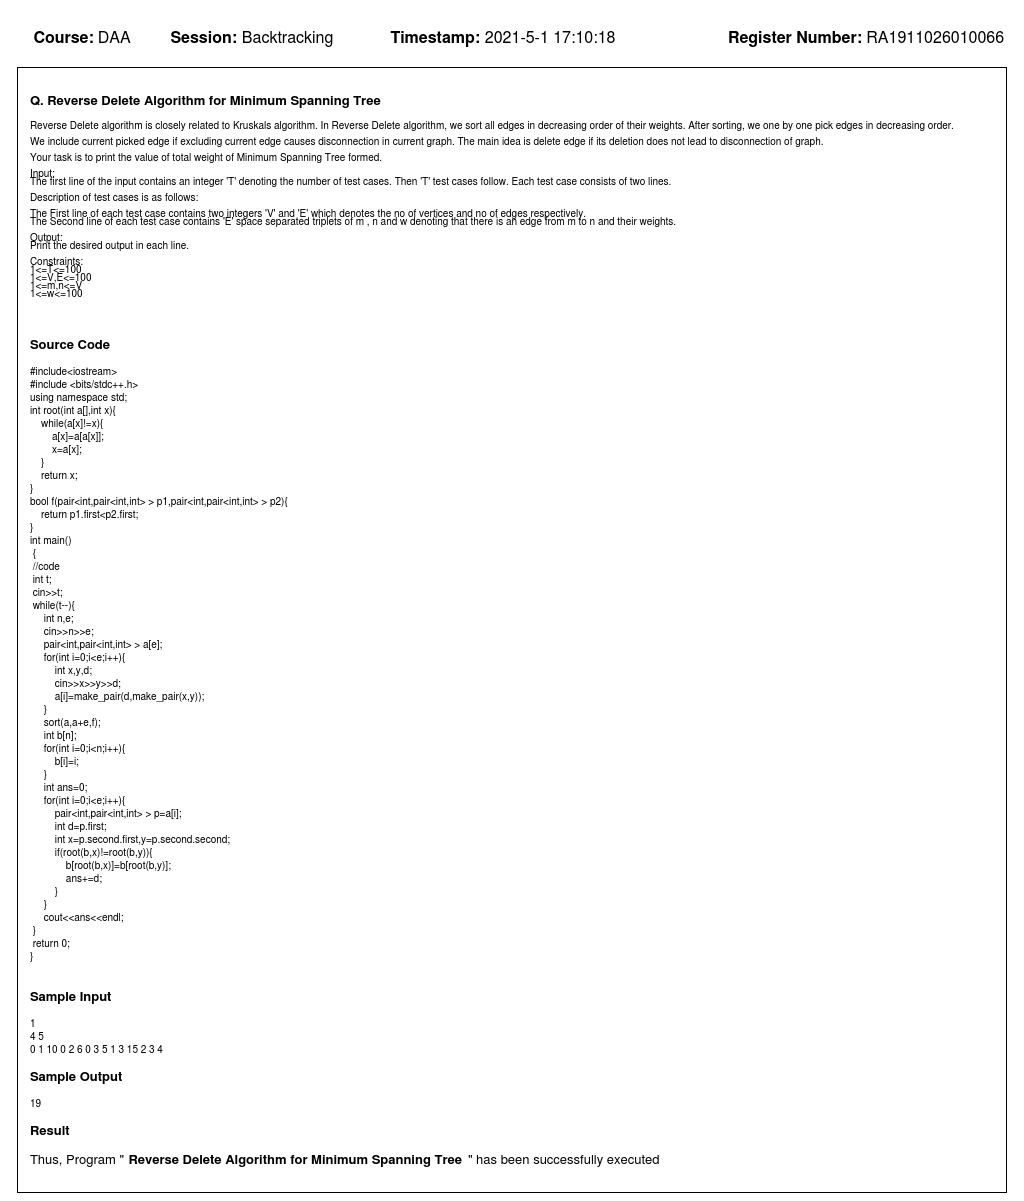 Course: DAA Session: Backtracking Timestamp: 2021-5-1 17:10:18 Register Number: RA1911026010066
Q. Reverse Delete Algorithm for Minimum Spanning Tree
Reverse Delete algorithm is closely related to Kruskals algorithm. In Reverse Delete algorithm, we sort all edges in decreasing order of their weights. After sorting, we one by one pick edges in decreasing order.
We include current picked edge if excluding current edge causes disconnection in current graph. The main idea is delete edge if its deletion does not lead to disconnection of graph.
Your task is to print the value of total weight of Minimum Spanning Tree formed.
Input:
The first line of the input contains an integer 'T' denoting the number of test cases. Then 'T' test cases follow. Each test case consists of two lines.
Description of test cases is as follows:
The First line of each test case contains two integers 'V' and 'E' which denotes the no of vertices and no of edges respectively.
The Second line of each test case contains 'E' space separated triplets of m , n and w denoting that there is an edge from m to n and their weights.
Output:
Print the desired output in each line.
Constraints:
1<=T<=100
1<=V,E<=100
1<=m,n<=V
1<=w<=100
Source Code
#include<iostream>
#include <bits/stdc++.h>
using namespace std;
int root(int a[],int x){
    while(a[x]!=x){
        a[x]=a[a[x]];
        x=a[x];
    }
    return x;
}
bool f(pair<int,pair<int,int> > p1,pair<int,pair<int,int> > p2){
    return p1.first<p2.first;
}
int main()
 {
 //code
 int t;
 cin>>t;
 while(t--){
     int n,e;
     cin>>n>>e;
     pair<int,pair<int,int> > a[e];
     for(int i=0;i<e;i++){
         int x,y,d;
         cin>>x>>y>>d;
         a[i]=make_pair(d,make_pair(x,y));
     }
     sort(a,a+e,f);
     int b[n];
     for(int i=0;i<n;i++){
         b[i]=i;
     }
     int ans=0;
     for(int i=0;i<e;i++){
         pair<int,pair<int,int> > p=a[i];
         int d=p.first;
         int x=p.second.first,y=p.second.second;
         if(root(b,x)!=root(b,y)){
             b[root(b,x)]=b[root(b,y)];
             ans+=d;
         }
     }
     cout<<ans<<endl;
 }
 return 0;
}
Sample Input
1
4 5
0 1 10 0 2 6 0 3 5 1 3 15 2 3 4
Sample Output
19
Result
Thus, Program " Reverse Delete Algorithm for Minimum Spanning Tree " has been successfully executed